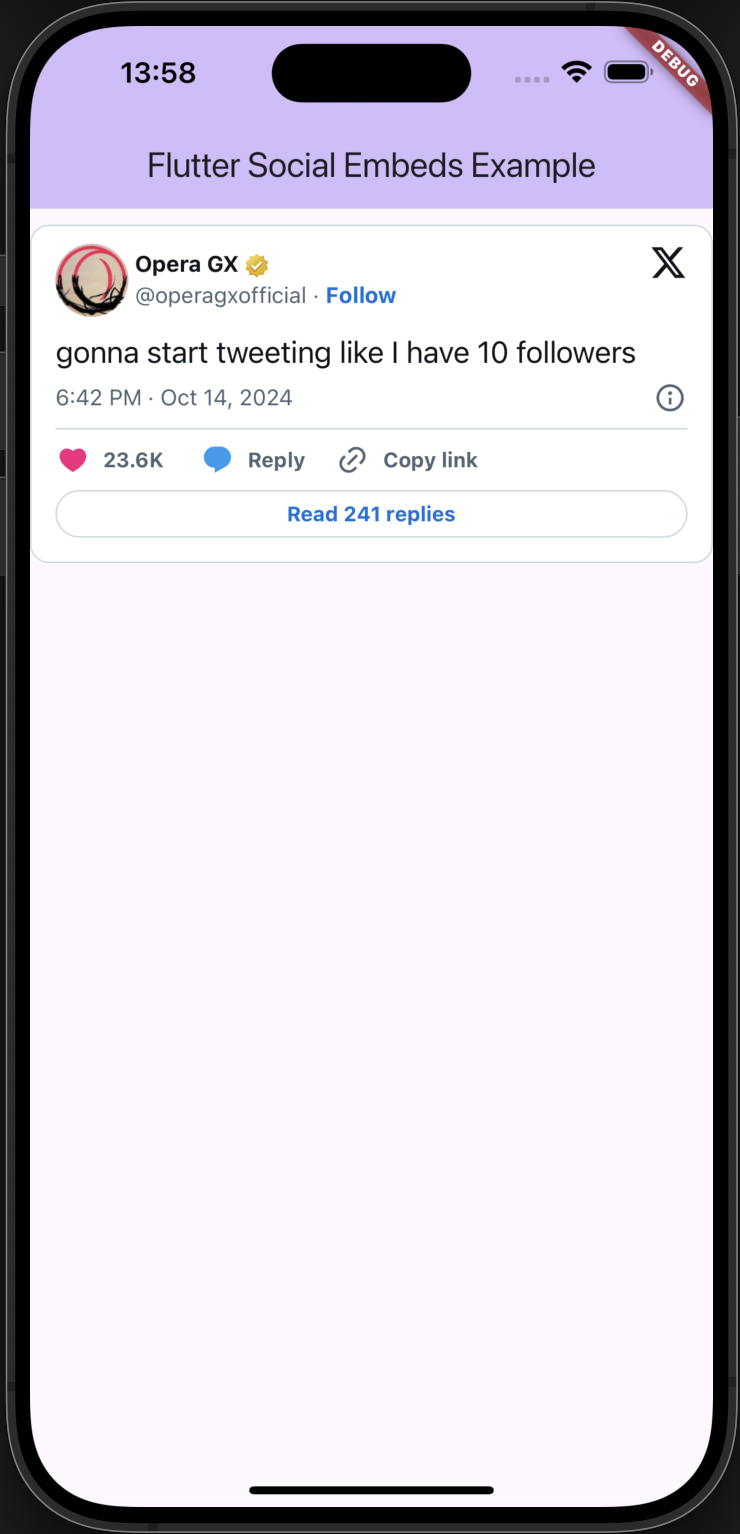 13:58
DEBUG
Flutter Social Embeds Example
Opera GX
@operagxofficial · Follow
gonna start tweeting like I have 10 followers
6:42 PM · Oct 14, 2024
23.6K Reply Copy link
Read 241 replies